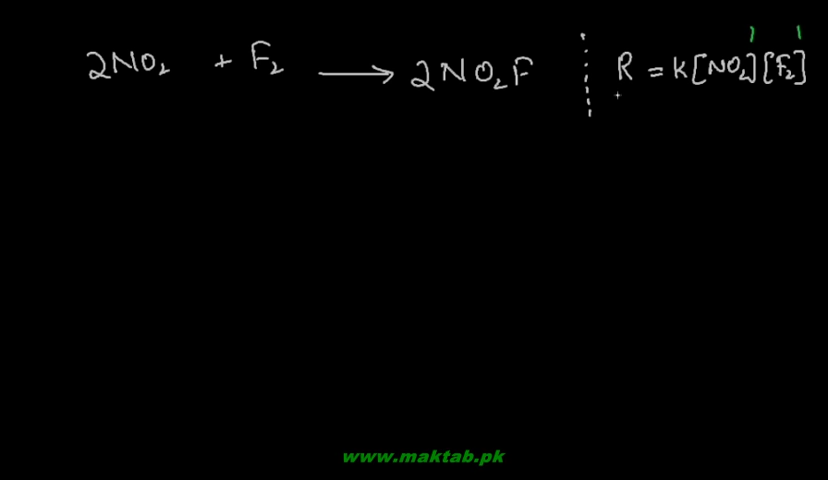 1 1
2NO₂ + F₂ ⟶ 2NO₂F R = K[NO₂][F₂]
www.maktab.pk